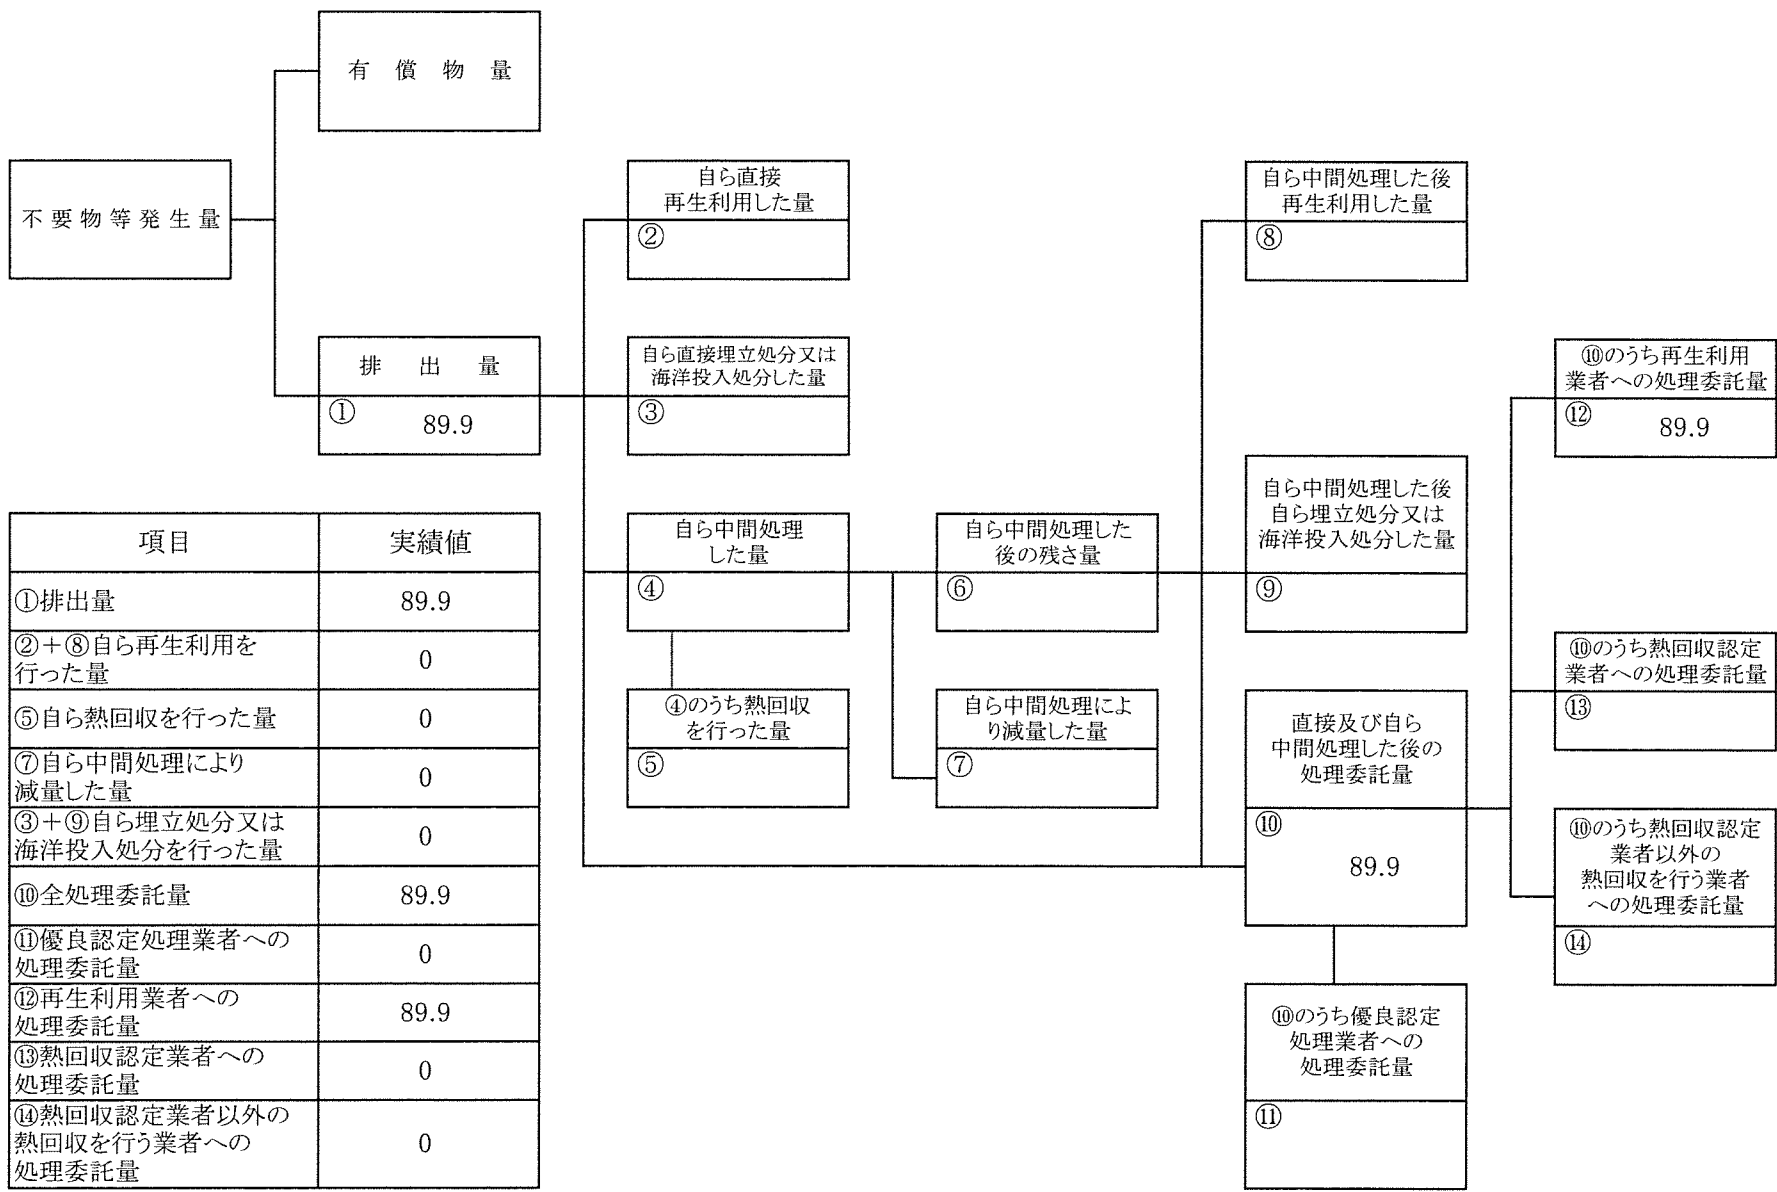 有償物量
不要物等発生量
排出量
① 89.9
自ら直接
再生利用した量
②
自ら直接埋立処分又は
海洋投入処分した量
③
自ら中間処理
した量
④
④のうち熱回収
を行った量
⑤
自ら中間処理した
後の残さ量
⑥
自ら中間処理によ
り減量した量
⑦
自ら中間処理した後
再生利用した量
⑧
自ら中間処理した後
自ら埋立処分又は
海洋投入処分した量
⑨
直接及び自ら
中間処理した後の
処理委託量
⑩
89.9
⑩のうち優良認定
処理業者への
処理委託量
⑪
⑩のうち再生利用
業者への処理委託量
⑫ 89.9
⑩のうち熱回収認定
業者への処理委託量
⑬
⑩のうち熱回収認定
業者以外の
熱回収を行う業者
への処理委託量
⑭
項目 実績値
①排出量 89.9
②＋⑧自ら再生利用を
行った量 0
⑤自ら熱回収を行った量 0
⑦自ら中間処理により
減量した量 0
③＋⑨自ら埋立処分又は
海洋投入処分を行った量 0
⑩全処理委託量 89.9
⑪優良認定処理業者への
処理委託量 0
⑫再生利用業者への
処理委託量 89.9
⑬熱回収認定業者への
処理委託量 0
⑭熱回収認定業者以外の
熱回収を行う業者への 0
処理委託量